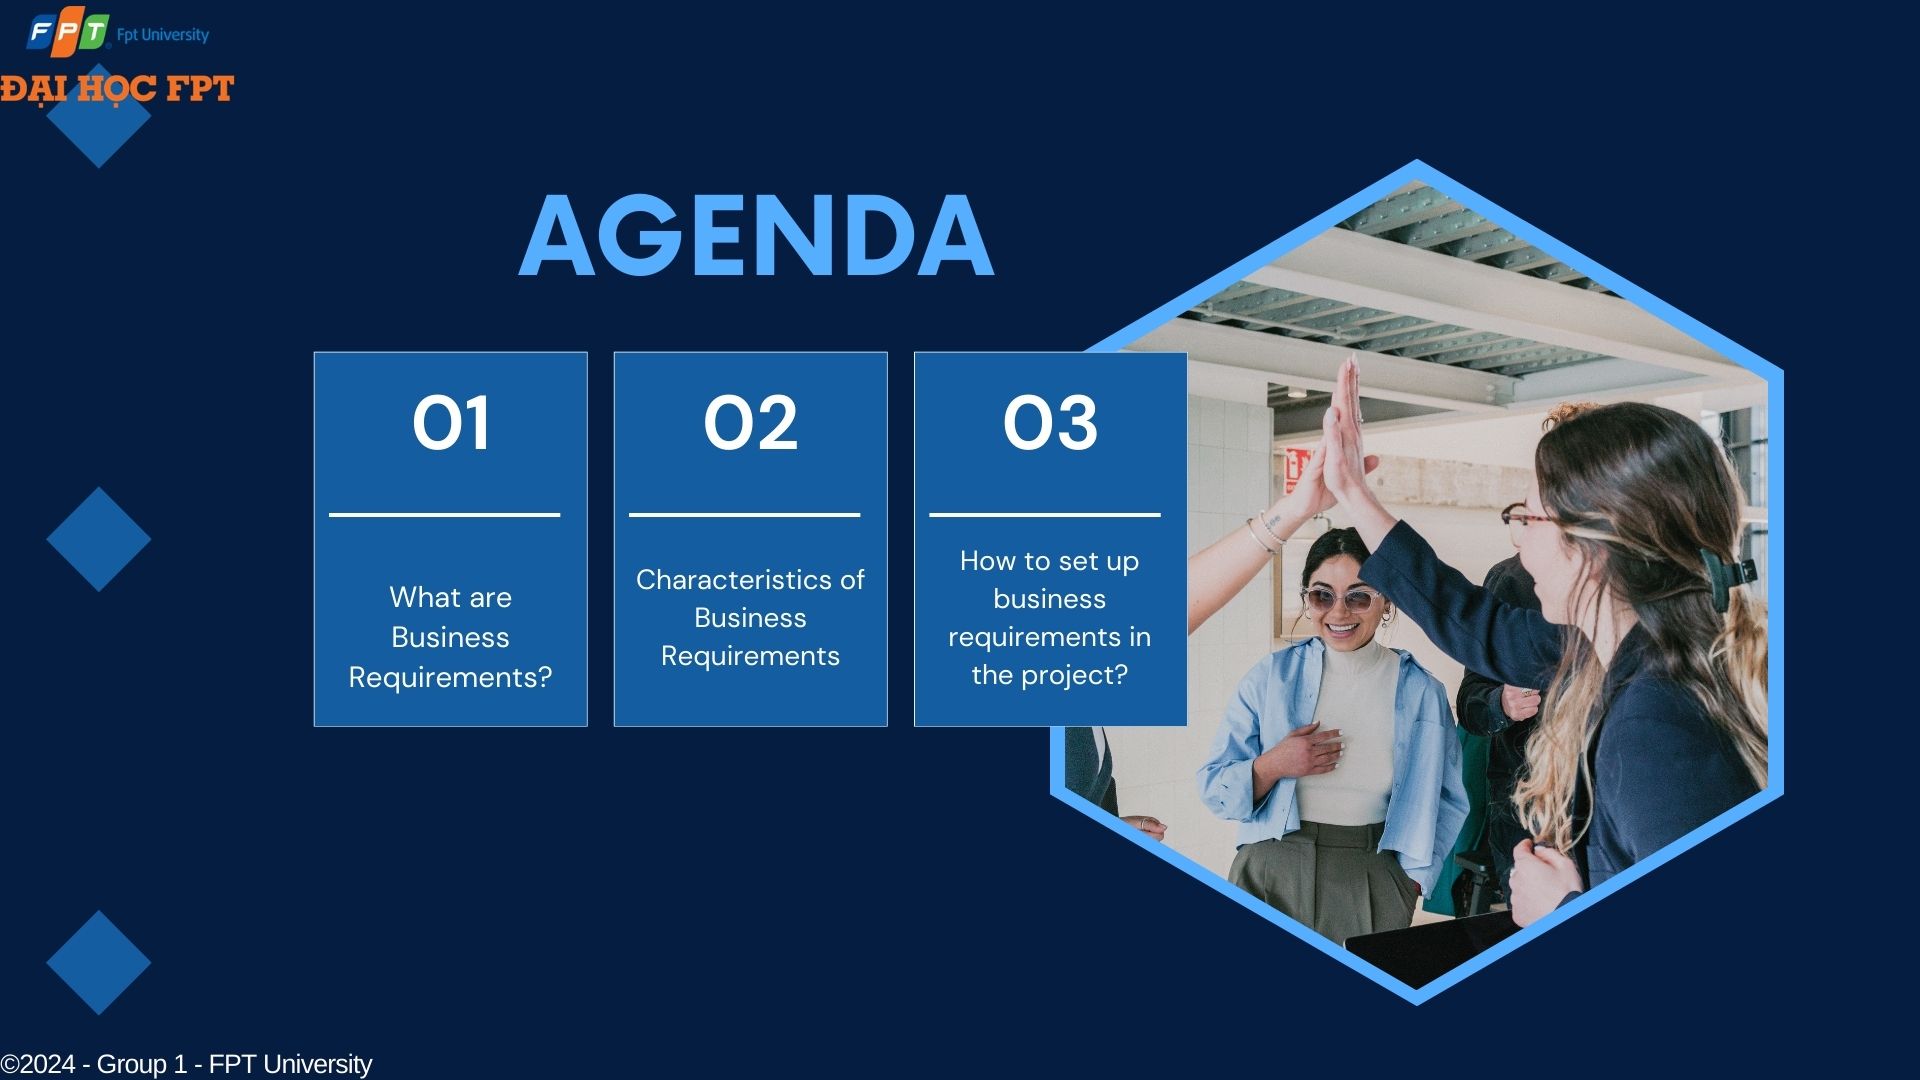 FPT Fpt University
ĐẠI HỌC FPT
AGENDA
01
What are
Business
Requirements?
02
Characteristics of
Business
Requirements
03
How to set up
business
requirements in
the project?
©2024 - Group 1 - FPT University